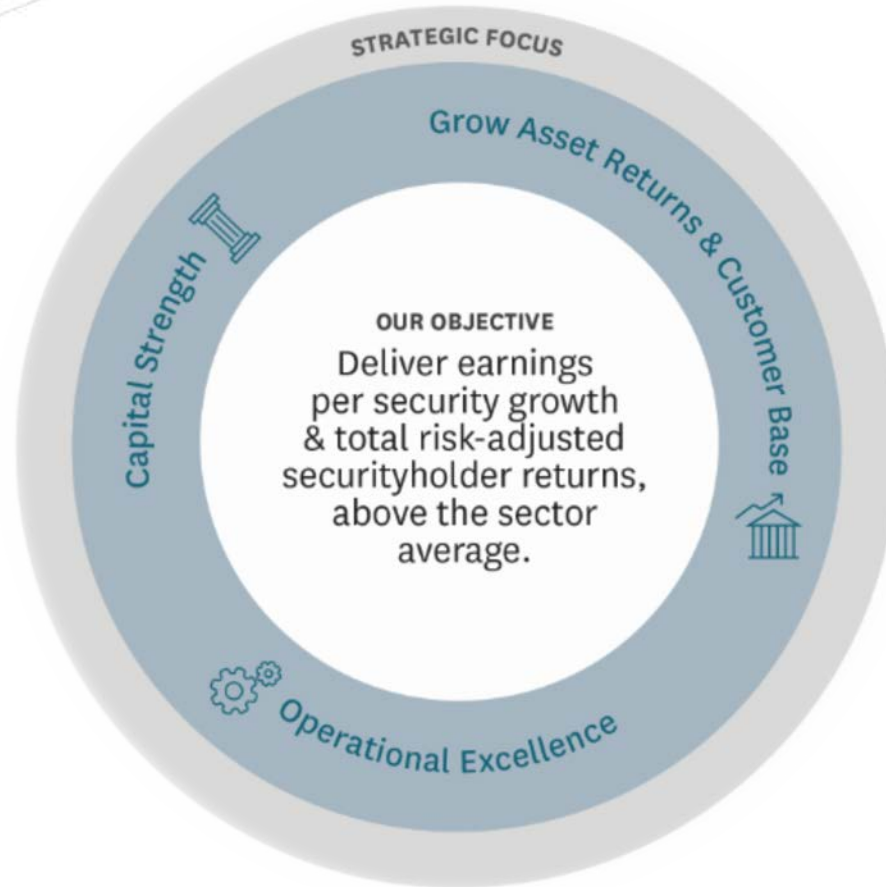 STRATEGIC FOCUS
Grow Asset Returns & Customer Base
Capital Strength
OUR OBJECTIVE
Deliver earnings
per security growth
& total risk-adjusted
securityholder returns,
above the sector
average.
Operational Excellence